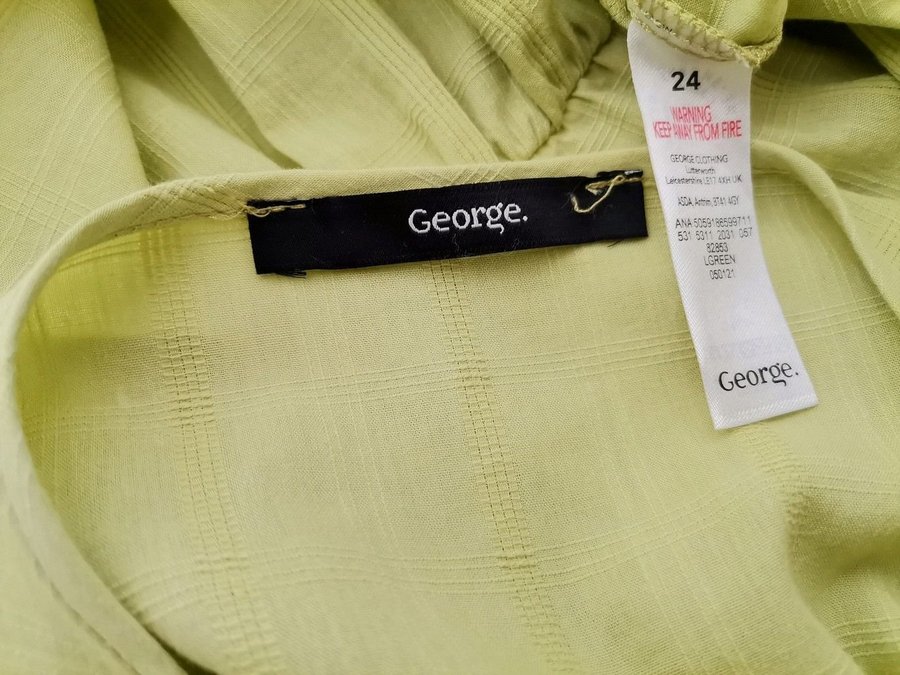 George.
24
WARNING
KEEP AWAY FROM FIRE
GEORGE CLOTHING
Lutterworth
Leicestershire LE17 4XH UK
ASDA, Antrim, BT41 4GY
ANA 5059186599711
531 5311 2031 057
82853
LGREEN
050121
George.